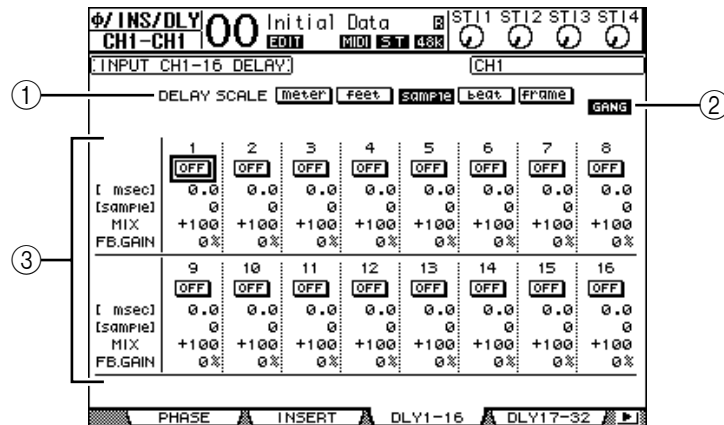 Φ/INS/DLY 00 Initial Data R ST11 ST12 ST13 ST14
CH1-CH1 EDIT MIDI ST 48k
INPUT CH1-16 DELAY CH1
① DELAY SCALE meter feet sample beat frame
GANG ②
③
1 2 3 4 5 6 7 8
OFF OFF OFF OFF OFF OFF OFF OFF
[ msec] 0.0 0.0 0.0 0.0 0.0 0.0 0.0 0.0
[sample] 0 0 0 0 0 0 0 0
MIX +100 +100 +100 +100 +100 +100 +100 +100
FB.GAIN 0% 0% 0% 0% 0% 0% 0% 0%
9 10 11 12 13 14 15 16
OFF OFF OFF OFF OFF OFF OFF OFF
[ msec] 0.0 0.0 0.0 0.0 0.0 0.0 0.0 0.0
[sample] 0 0 0 0 0 0 0 0
MIX +100 +100 +100 +100 +100 +100 +100 +100
FB.GAIN 0% 0% 0% 0% 0% 0% 0% 0%
PHASE INSERT DLY1-16 DLY17-32